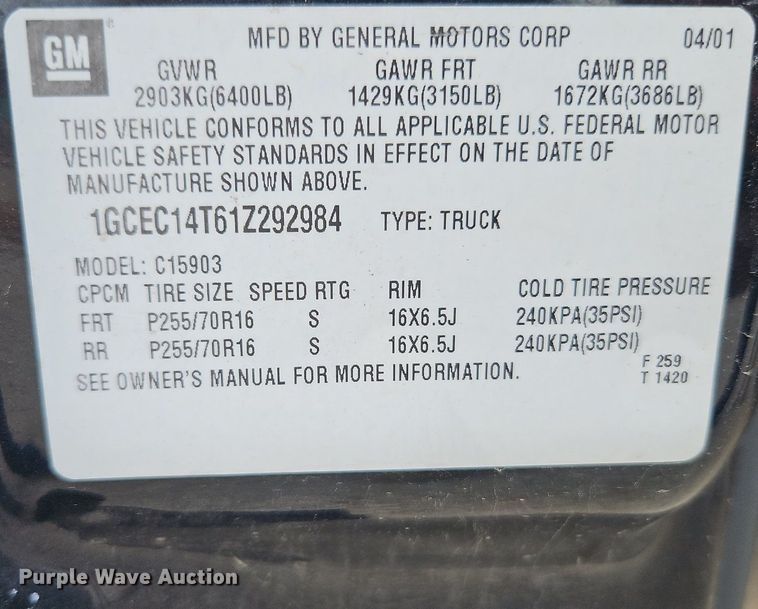 GM
MFD BY GENERAL MOTORS CORP 04/01
GVWR GAWR FRT GAWR RR
2903KG(6400LB) 1429KG(3150LB) 1672KG(3686LB)
THIS VEHICLE CONFORMS TO ALL APPLICABLE U.S. FEDERAL MOTOR
VEHICLE SAFETY STANDARDS IN EFFECT ON THE DATE OF
MANUFACTURE SHOWN ABOVE.
1GCEC14T61Z292984 TYPE: TRUCK
MODEL: C15903
CPCM TIRE SIZE SPEED RTG RIM COLD TIRE PRESSURE
FRT P255/70R16 S 16X6.5J 240KPA(35PSI)
RR P255/70R16 S 16X6.5J 240KPA(35PSI)
SEE OWNER'S MANUAL FOR MORE INFORMATION.
F 259
T 1420
Purple Wave Auction